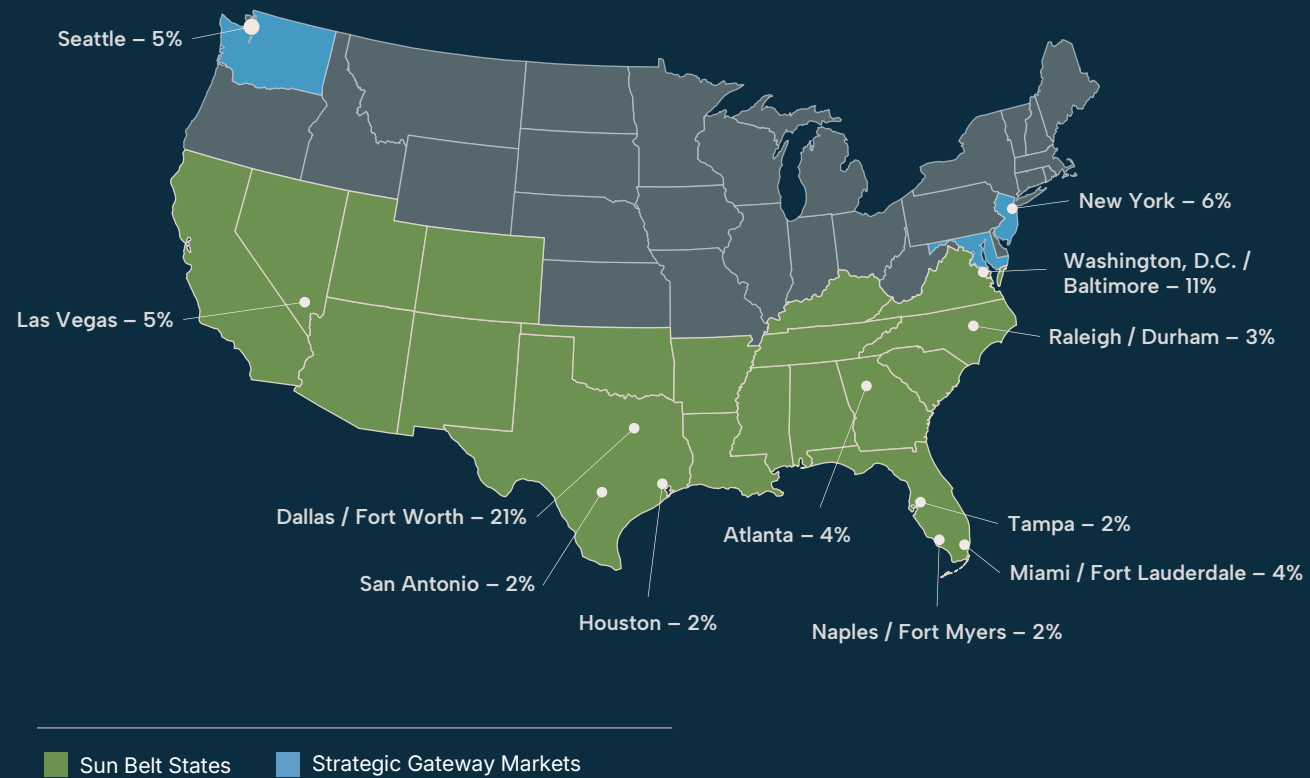 Seattle – 5%
New York – 6%
Washington, D.C. /
Baltimore – 11%
Las Vegas – 5%
Raleigh / Durham – 3%
Dallas / Fort Worth – 21%
Atlanta – 4%
Tampa – 2%
Miami / Fort Lauderdale – 4%
San Antonio – 2%
Houston – 2%
Naples / Fort Myers – 2%
Sun Belt States
Strategic Gateway Markets